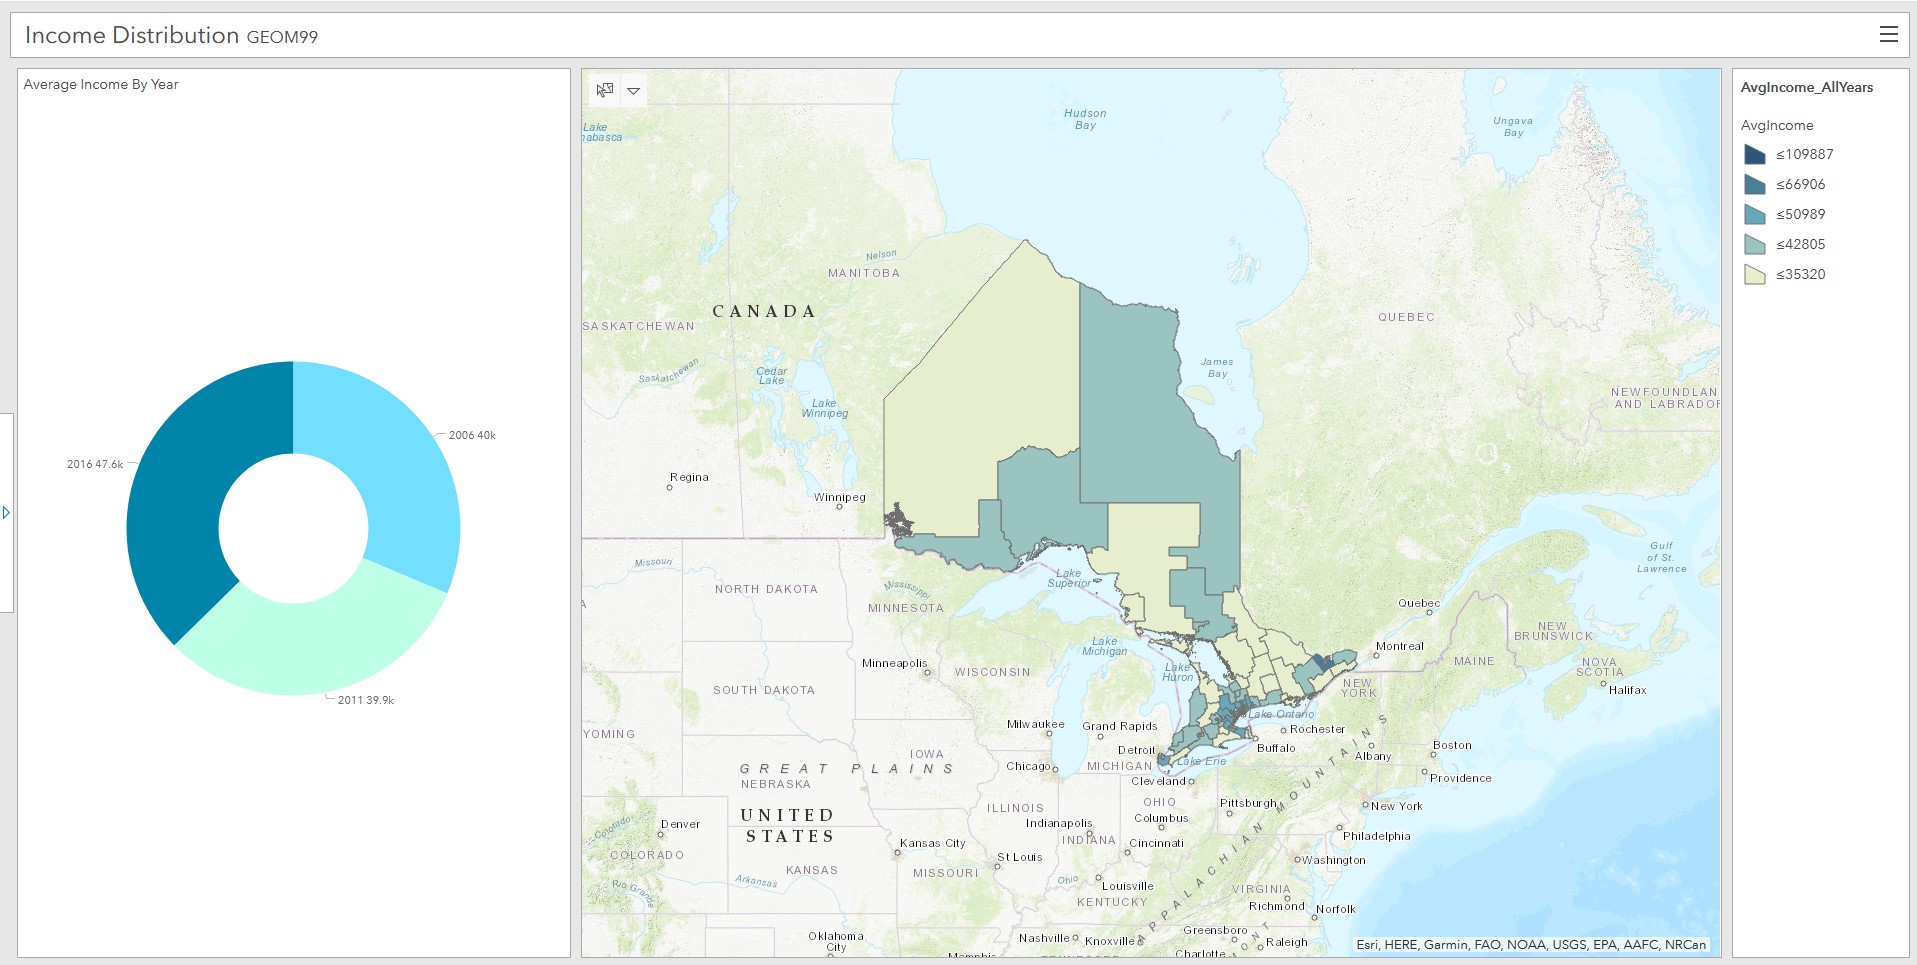 Income Distribution GEOM99
Average Income By Year
2006 40k
2016 47.6k
2011 39.9k
Hudson
Bay
Ungava
Bay
Lake
Nelson
MANITOBA
CANADA
SASKATCHEWAN
QUEBEC
James
Bay
Saskatchewan
Cedar
Lake
Lake
Winnipeg
NEWFOUNDLAN
AND LABRADOR
Regina
Winnipeg
Missouri
NORTH DAKOTA
Mississippi
MINNESOTA
Lake
Superior
Gulf
of St.
Lawrence
Quebec
NEW
BRUNSWICK
Montreal
MAINE
NOVA
SCOTIA
Halifax
Lake
Michigan
Lake
Huron
Minneapolis
WISCONSIN
SOUTH DAKOTA
NEW
YORK
Milwaukee
Grand Rapids
Lake Ontario
Rochester
YOMING
Detroit
Buffalo
Albany
Boston
IOWA
Chicago
MICHIGAN
Lake Erie
Cleveland
Providence
GREAT PLAINS
NEBRASKA
ILLINOIS
OHIO
Columbus
Pittsburgh
New York
UNITED
STATES
Indianapolis
INDIANA
Philadelphia
Denver
Colorado
COLORADO
Kansas City
St Louis
Cincinnati
Washington
KANSAS
MISSOURI
Arkansas
Rio Grande
Ohio
Louisville
KENTUCKY
APPALACHIAN MOUNTAINS
VIRGINIA
Richmond
Norfolk
Oklahoma
City
Nashville
Knoxville
Greensboro
Raleigh
Charlotte
Memphis
TENNESSEE
Esri, HERE, Garmin, FAO, NOAA, USGS, EPA, AAFC, NRCan
AvgIncome_AllYears
AvgIncome
≤109887
≤66906
≤50989
≤42805
≤35320